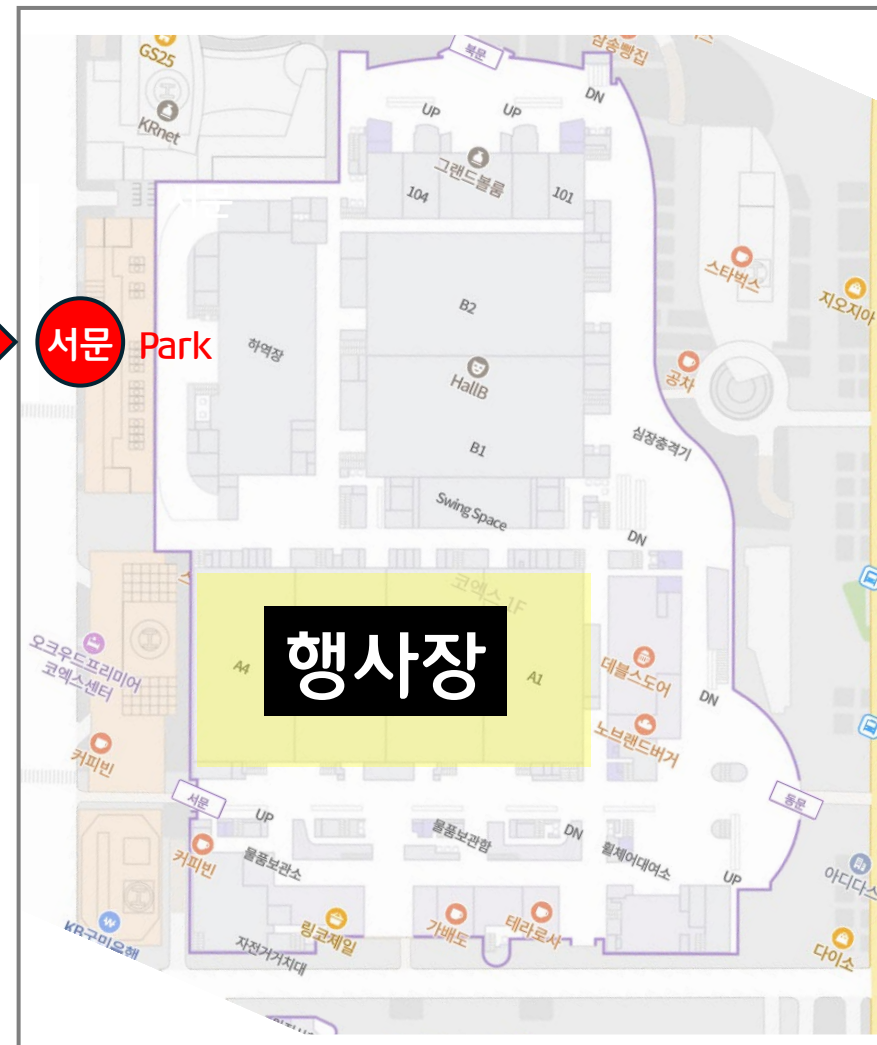 북문
삼송빵집
GS25
KRnet
UP
UP
DN
그랜드볼룸
104
101
스타벅스
지오지아
서문
Park
하역장
B2
HallB
B1
공차
심장충격기
Swing Space
DN
코엑스 1F
행사장
A4
A1
오크우드프리미어
코엑스센터
데블스도어
노브랜드버거
DN
커피빈
서문
동문
UP
물품보관함
DN
물품보관소
휠체어대여소
UP
커피빈
아디다스
링코제일
가배도
테라로사
다이소
KB국민은행
자전거거치대